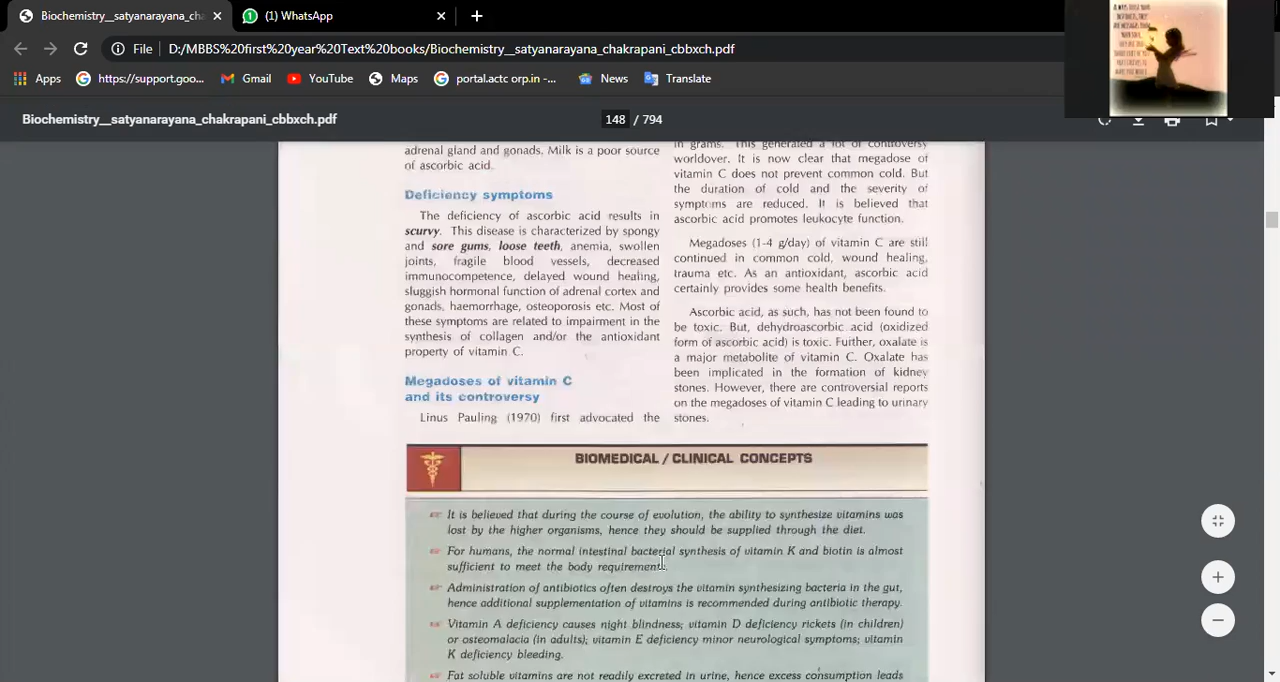 Biochemistry__satyanarayana_cha
(1) WhatsApp
File
D:/MBBS%20first%20year%20Text%20books/Biochemistry__satyanarayana_chakrapani_cbbxch.pdf
Apps
https://support.goo...
Gmail
YouTube
Maps
portal.actc orp.in -...
News
Translate
Biochemistry__satyanarayana_chakrapani_cbbxch.pdf
148 / 794
adrenal gland and gonads. Milk is a poor source
of ascorbic acid.
Deficiency symptoms
The deficiency of ascorbic acid results in
scurvy. This disease is characterized by spongy
and sore gums, loose teeth, anemia, swollen
joints, fragile blood vessels, decreased
immunocompetence, delayed wound healing,
sluggish hormonal function of adrenal cortex and
gonads, haemorrhage, osteoporosis etc. Most of
these symptoms are related to impairment in the
synthesis of collagen and/or the antioxidant
property of vitamin C.
Megadoses of vitamin C
and its controversy
Linus Pauling (1970) first advocated the
in grams. This generated a lot of controversy
worldover. It is now clear that megadose of
vitamin C does not prevent common cold. But
the duration of cold and the severity of
symptoms are reduced. It is believed that
ascorbic acid promotes leukocyte function.
Megadoses (1-4 g/day) of vitamin C are still
continued in common cold, wound healing,
trauma etc. As an antioxidant, ascorbic acid
certainly provides some health benefits.
Ascorbic acid, as such, has not been found to
be toxic. But, dehydroascorbic acid (oxidized
form of ascorbic acid) is toxic. Further, oxalate is
a major metabolite of vitamin C. Oxalate has
been implicated in the formation of kidney
stones. However, there are controversial reports
on the megadoses of vitamin C leading to urinary
stones.
BIOMEDICAL / CLINICAL CONCEPTS
It is believed that during the course of evolution, the ability to synthesize vitamins was
lost by the higher organisms, hence they should be supplied through the diet.
For humans, the normal intestinal bacterial synthesis of vitamin K and biotin is almost
sufficient to meet the body requirement.
Administration of antibiotics often destroys the vitamin synthesizing bacteria in the gut,
hence additional supplementation of vitamins is recommended during antibiotic therapy.
Vitamin A deficiency causes night blindness; vitamin D deficiency rickets (in children)
or osteomalacia (in adults); vitamin E deficiency minor neurological symptoms; vitamin
K deficiency bleeding.
Fat soluble vitamins are not readily excreted in urine, hence excess consumption leads